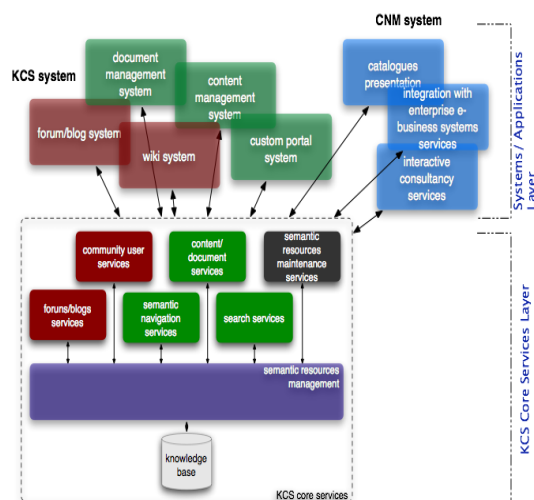 CNM system
KCS system
document
management
system
content
management
system
forum/blog system
wiki system
custom portal
system
catalogues
presentation
integration with
enterprise e-
business systems
services
interactive
consultancy
services
Systems / Applications
Layer
community user
services
content/
document services
semantic
resources
maintenance
services
foruns/blogs
services
semantic
navigation
services
search services
semantic resources
management
knowledge
base
KCS core services
KCS Core Services Layer